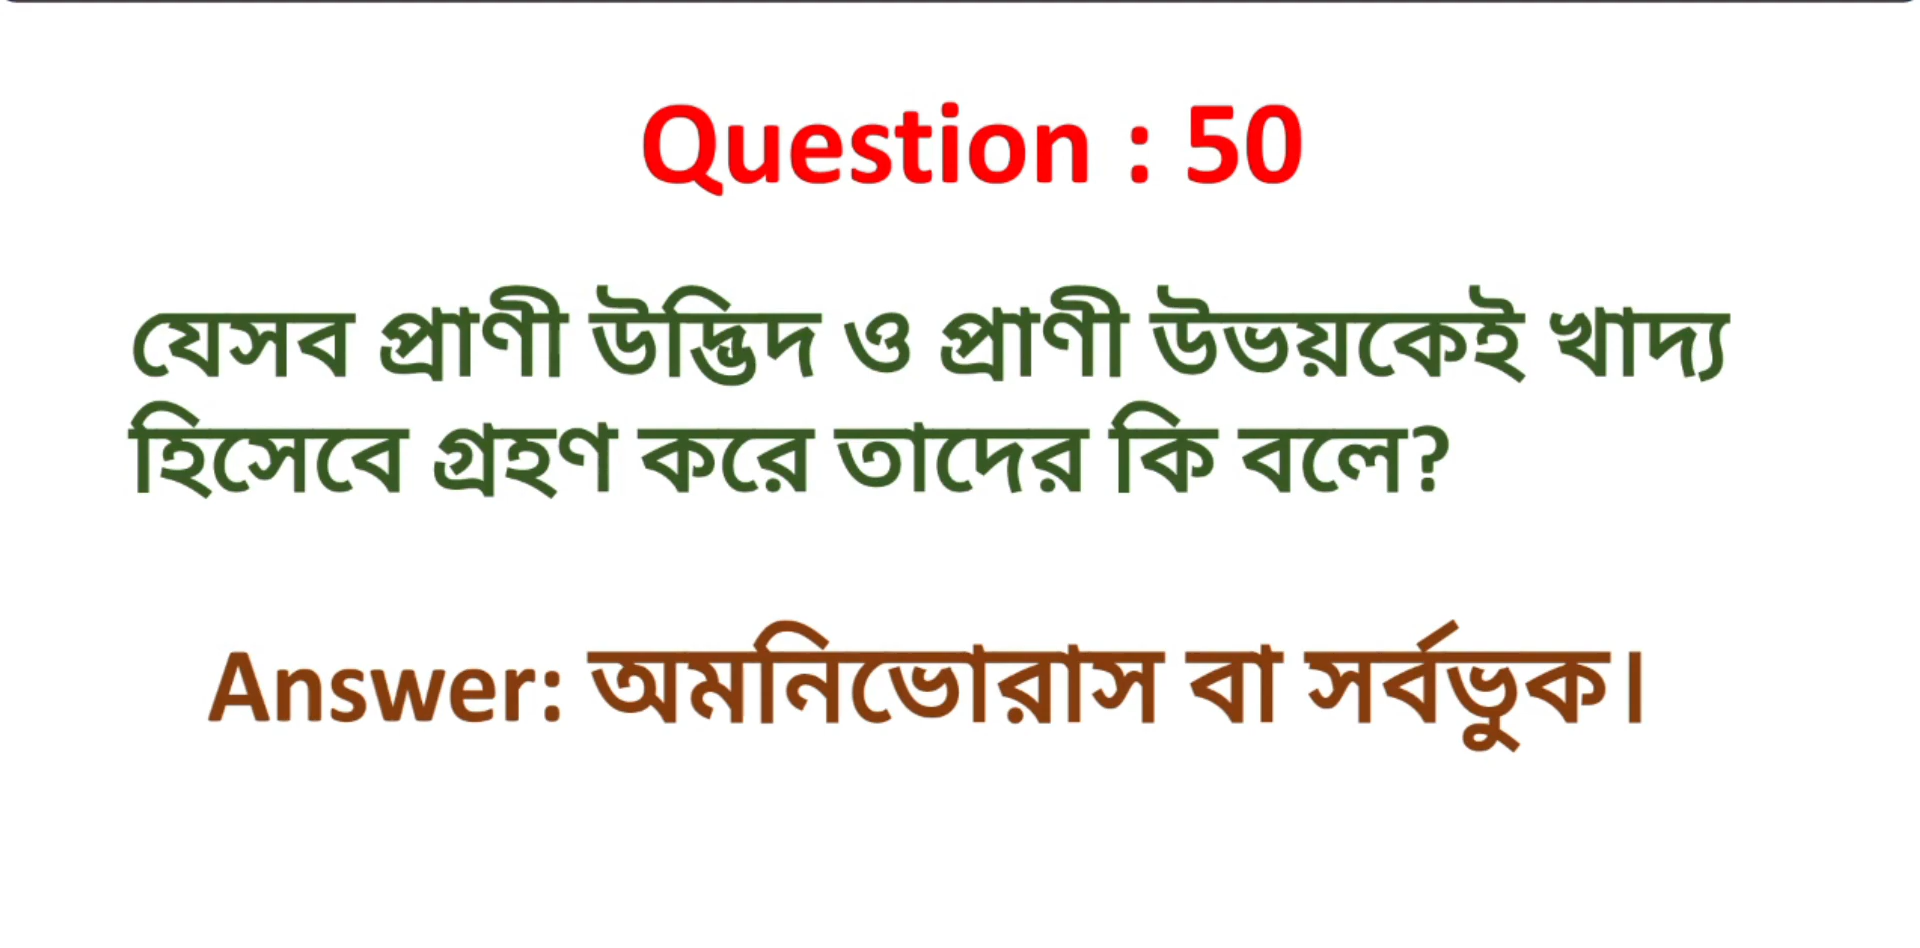 Question : 50
যেসব প্রাণী উদ্ভিদ ও প্রাণী উভয়কেই খাদ্য
হিসেবে গ্রহণ করে তাদের কি বলে?
Answer: অমনিভোরাস বা সর্বভুক।